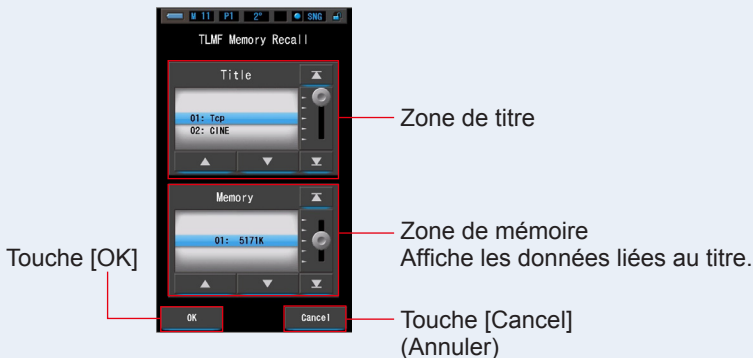 M 11 P1 2° SNG
TLMF Memory Recall
Title
01: Tcp
02: CINE
Zone de titre
Memory
01: 5171K
Zone de mémoire
Affiche les données liées au titre.
Touche [OK]
OK
Cancel
Touche [Cancel]
(Annuler)